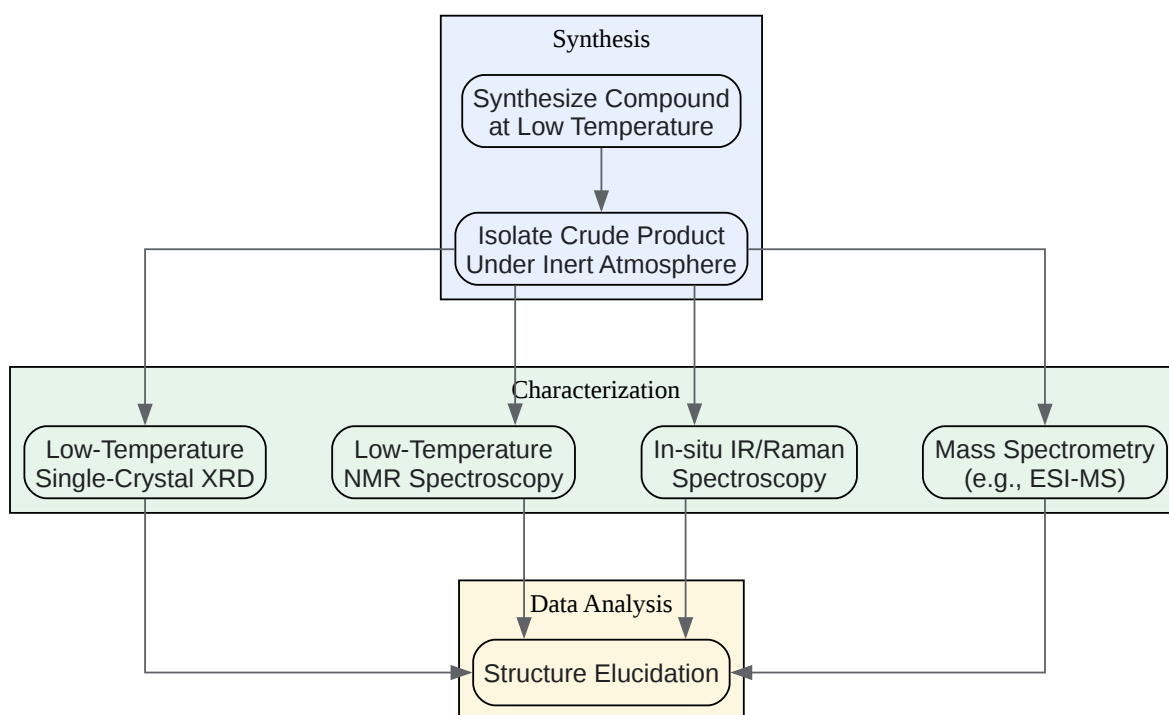 Synthesis
Synthesize Compound
at Low Temperature
Isolate Crude Product
Under Inert Atmosphere
Characterization
Low-Temperature
Single-Crystal XRD
Low-Temperature
NMR Spectroscopy
In-situ IR/Raman
Spectroscopy
Mass Spectrometry
(e.g., ESI-MS)
Data Analysis
Structure Elucidation